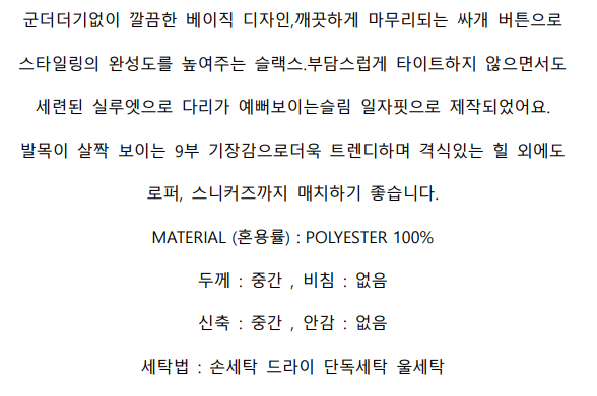 군더더기없이 깔끔한 베이직 디자인,깨끗하게 마무리되는 싸개 버튼으로
스타일링의 완성도를 높여주는 슬랙스.부담스럽게 타이트하지 않으면서도
세련된 실루엣으로 다리가 예뻐보이는슬림 일자핏으로 제작되었어요.
발목이 살짝 보이는 9부 기장감으로더욱 트렌디하며 격식있는 힐 외에도
로퍼, 스니커즈까지 매치하기 좋습니다.
MATERIAL (혼용률) : POLYESTER 100%
두께 : 중간 , 비침 : 없음
신축 : 중간 , 안감 : 없음
세탁법 : 손세탁 드라이 단독세탁 울세탁